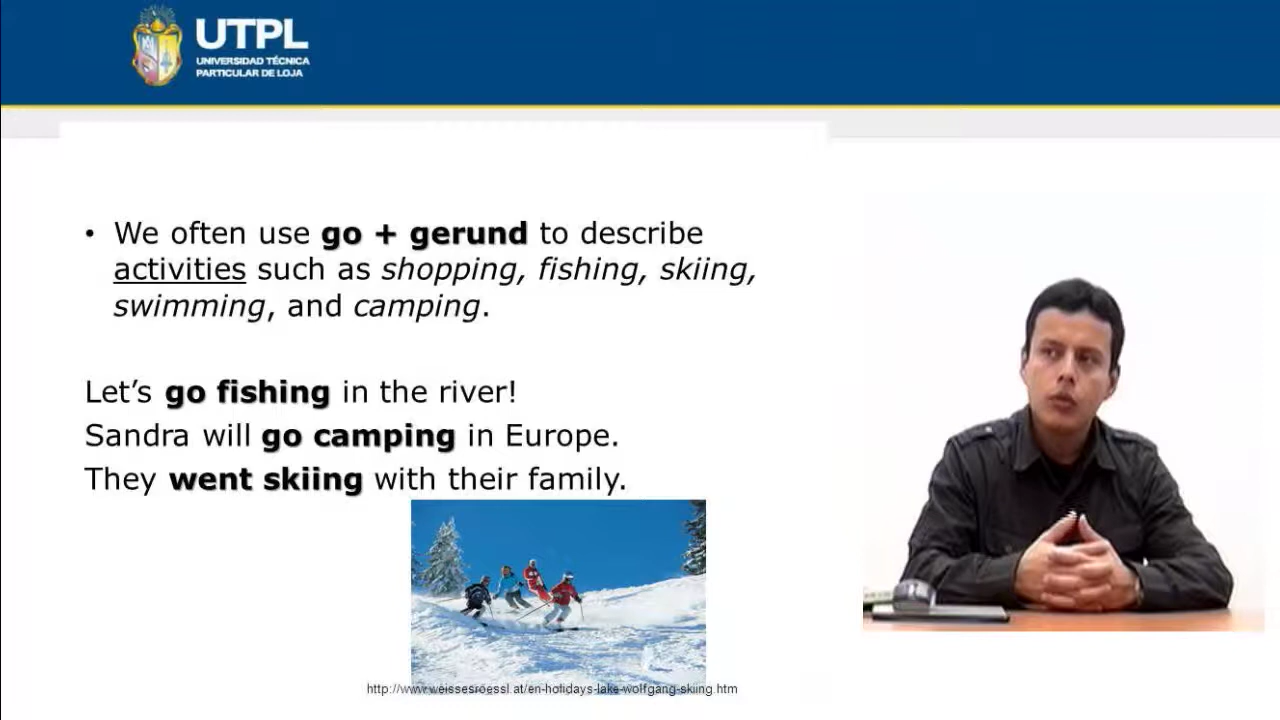 UTPL
UNIVERSIDAD TÉCNICA
PARTICULAR DE LOJA
• We often use go + gerund to describe
activities such as shopping, fishing, skiing,
swimming, and camping.
Let’s go fishing in the river!
Sandra will go camping in Europe.
They went skiing with their family.
http://www.weissesroessl.at/en-holidays-lake-wolfgang-skiing.htm